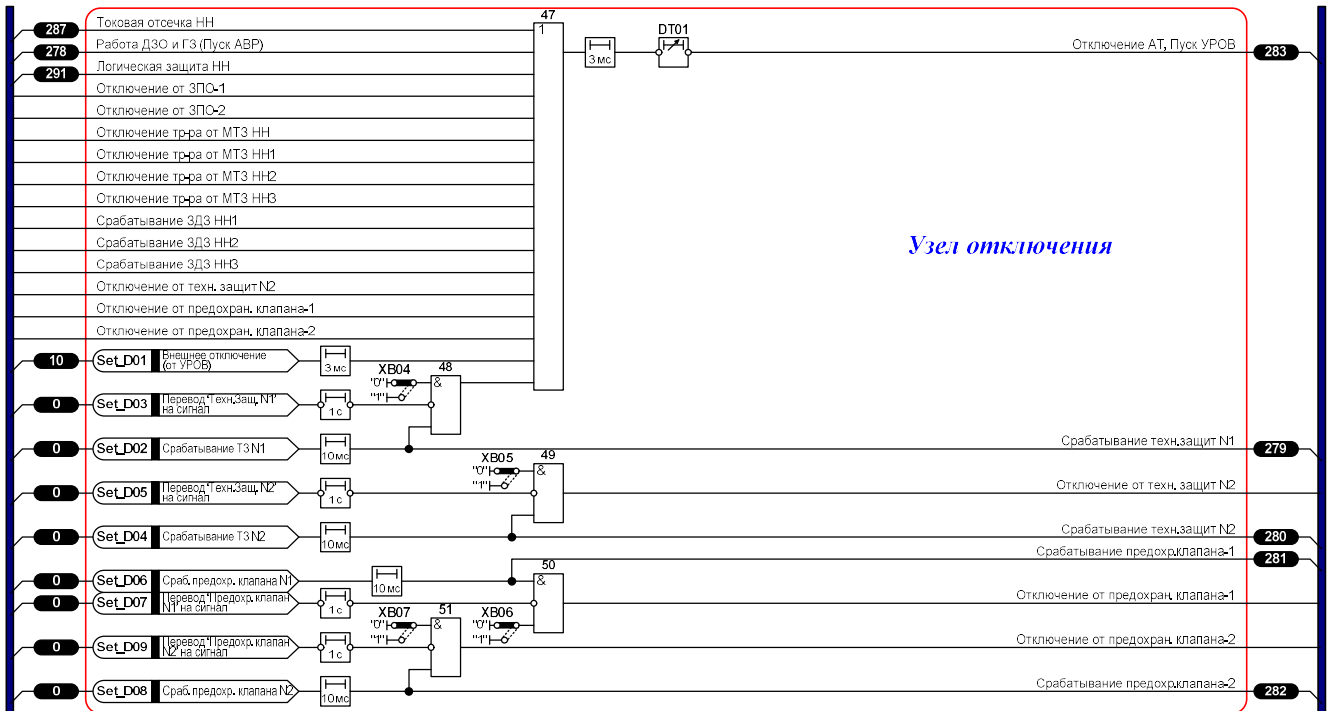 47
287 Токовая отсечка НН 1 DT01
278 Работа ДЗО и ГЗ (Пуск АВР) 3 мс Отключение АТ, Пуск УРОВ 283
291 Логическая защита НН
Отключение от ЗПО-1
Отключение от ЗПО-2
Отключение тр-ра от МТЗ НН
Отключение тр-ра от МТЗ НН1
Отключение тр-ра от МТЗ НН2
Отключение тр-ра от МТЗ НН3
Срабатывание ЗДЗ НН1
Срабатывание ЗДЗ НН2
Узел отключения
Срабатывание ЗДЗ НН3
Отключение от техн. защит N2
Отключение от предохран. клапана-1
Отключение от предохран. клапана-2
10 Set_D01 Внешнее отключение (от УРОВ) 3 мс
XB04 48
"0" &
"1"
0 Set_D03 Перевод "Техн.Защ. N1" на сигнал 1 с
0 Set_D02 Срабатывание ТЗ N1 10 мс Срабатывание техн.защит N1 279
XB05 49
"0" &
"1"
0 Set_D05 Перевод "Техн.Защ. N2" на сигнал 1 с Отключение от техн. защит N2
0 Set_D04 Срабатывание ТЗ N2 10 мс Срабатывание техн.защит N2 280
Срабатывание предохр.клапана-1 281
50
0 Set_D06 Сраб. предохр. клапана N1 10 мс &
0 Set_D07 Перевод "Предохр. клапан N1" на сигнал 1 с Отключение от предохран. клапана-1
XB07 51 XB06
"0" & "0"
"1" "1"
0 Set_D09 Перевод "Предохр. клапан N2" на сигнал 1 с Отключение от предохран. клапана-2
0 Set_D08 Сраб. предохр. клапана N2 10 мс Срабатывание предохр.клапана-2 282